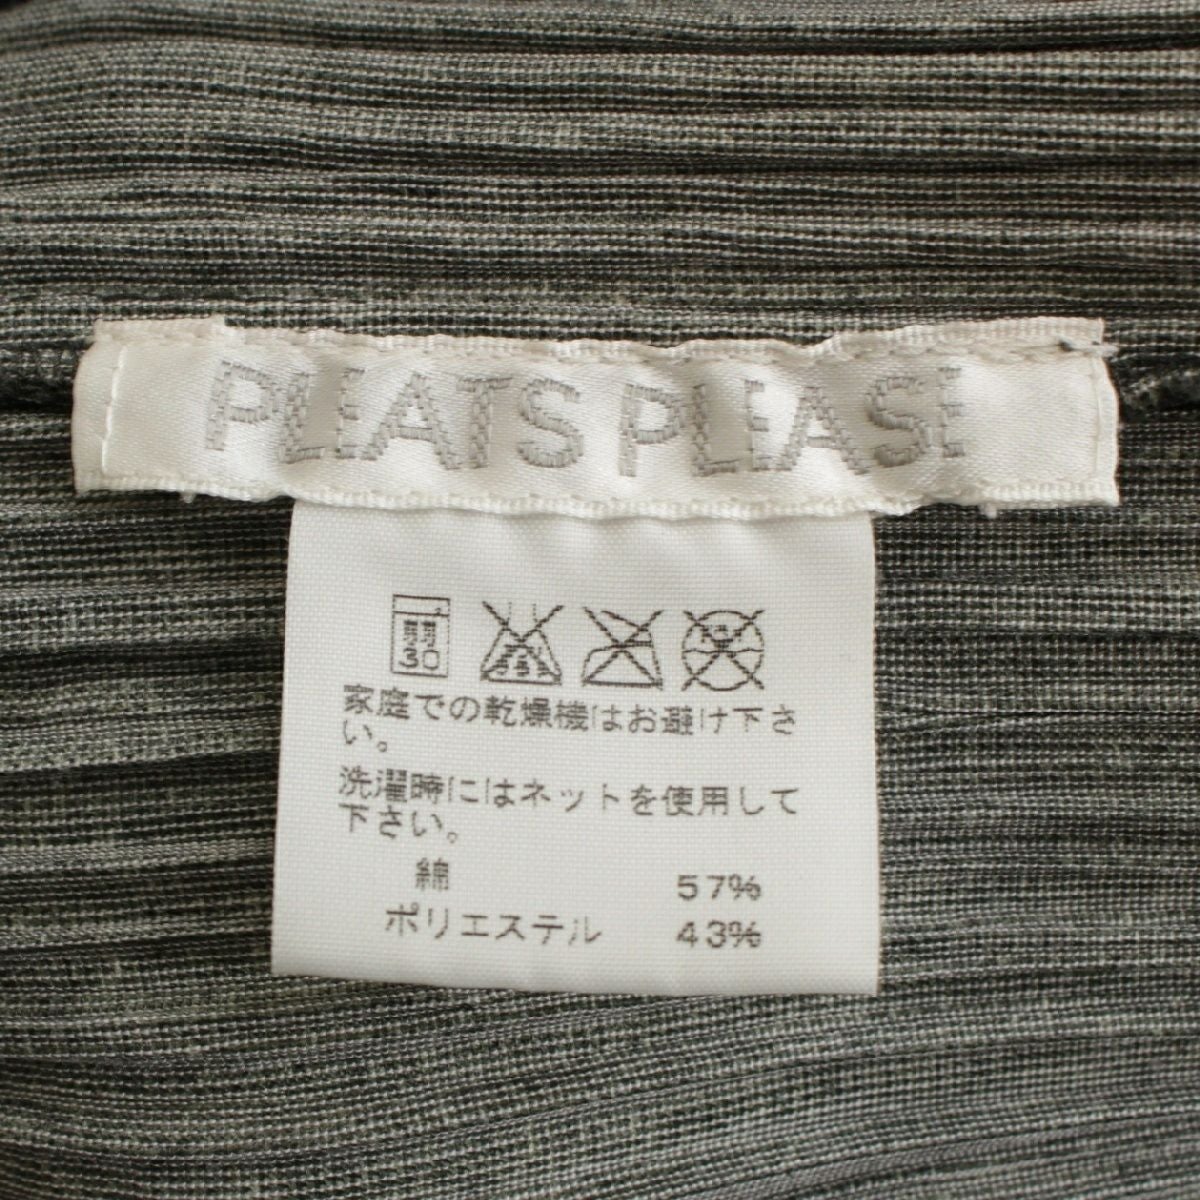 PLEATS PLEASE
弱
30
家庭での乾燥機はお避け下さ
い。
洗濯時にはネットを使用して
下さい。
綿 57%
ポリエステル 43%